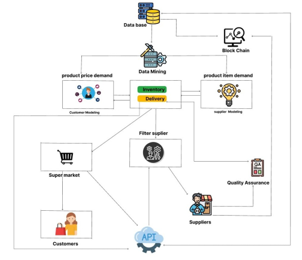 Data base
Block Chain
Data Mining
product price demand
product item demand
Inventory
Delivery
Customer Modeling
supplier Modeling
Filter suplier
Super market
Quality Assurance
Suppliers
Customers
API